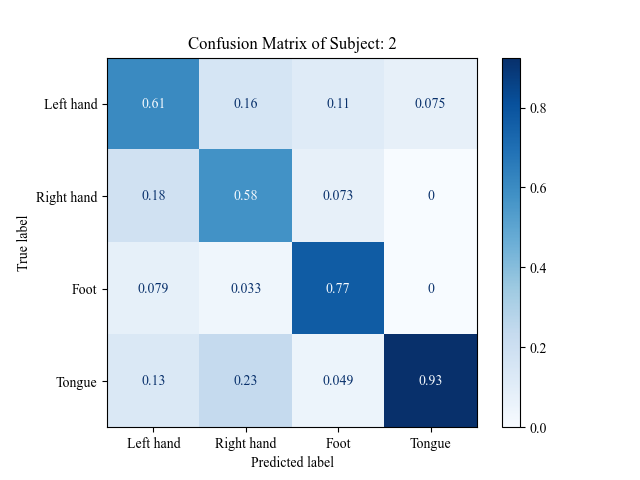 Confusion Matrix of Subject: 2
Left hand 0.61 0.16 0.11 0.075
Right hand 0.18 0.58 0.073 0
Foot 0.079 0.033 0.77 0
Tongue 0.13 0.23 0.049 0.93
Left hand Right hand Foot Tongue
Predicted label
True label
0.8
0.6
0.4
0.2
0.0